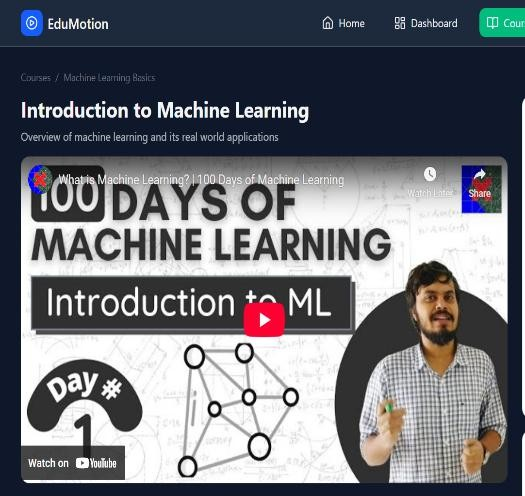 EduMotion
Home
Dashboard
Cour
Courses / Machine Learning Basics
Introduction to Machine Learning
Overview of machine learning and its real world applications
What is Machine Learning? | 100 Days of Machine Learning
Watch Later
Share
100 DAYS OF
MACHINE LEARNING
Introduction to ML
Day #
1
Watch on YouTube